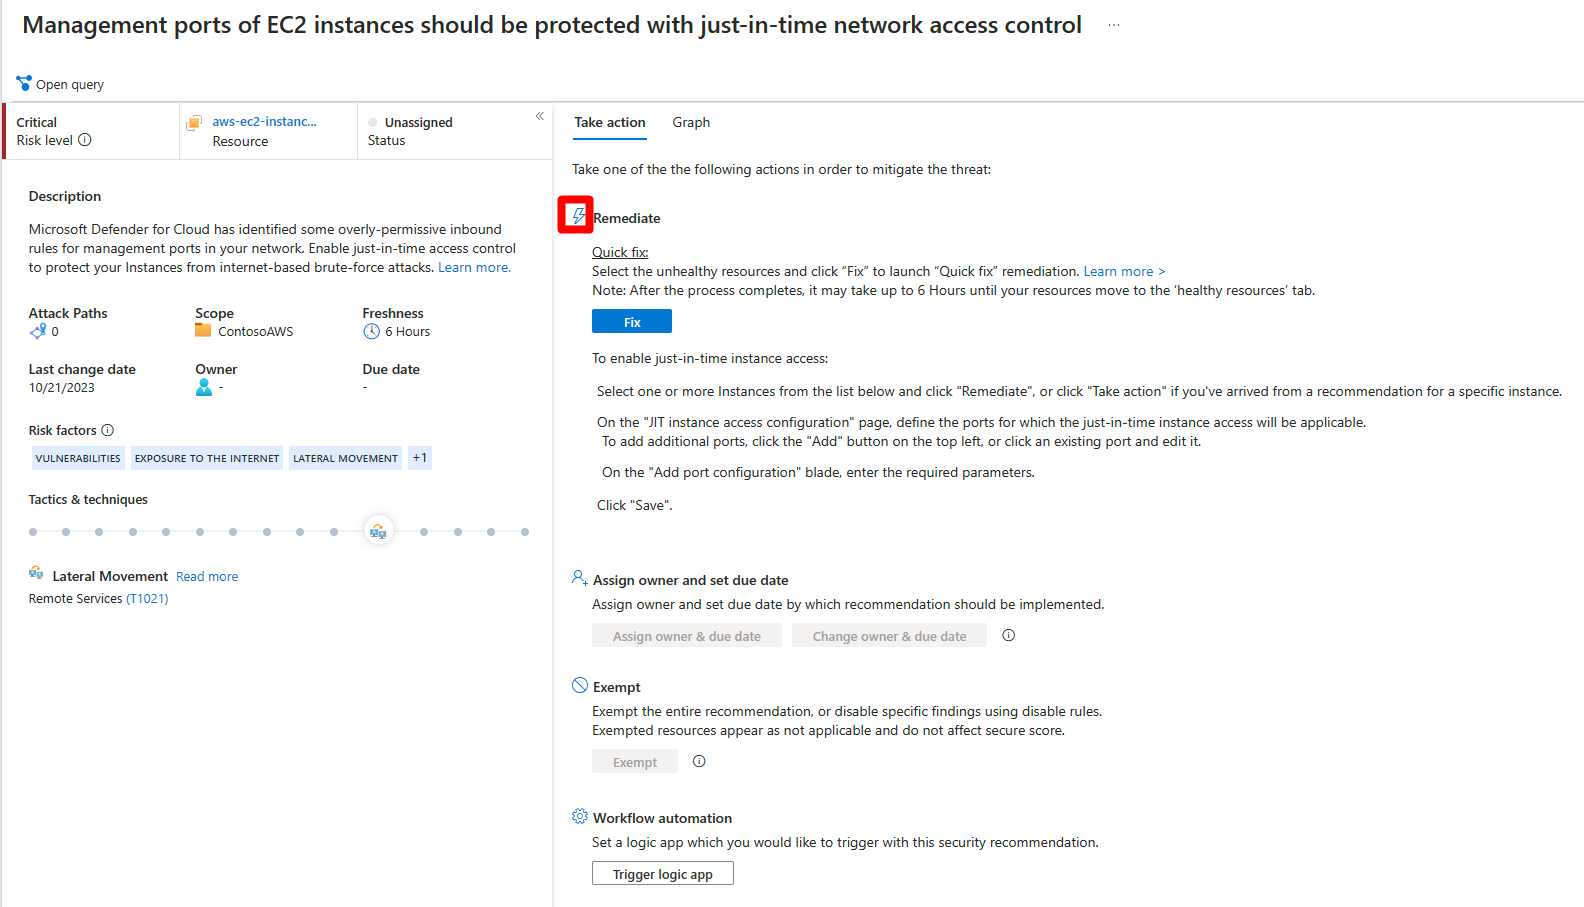 Management ports of EC2 instances should be protected with just-in-time network access control ...
Open query
Critical
Risk level
aws-ec2-instanc...
Resource
Unassigned
Status
Description
Microsoft Defender for Cloud has identified some overly-permissive inbound
rules for management ports in your network. Enable just-in-time access control
to protect your Instances from internet-based brute-force attacks. Learn more.
Attack Paths
0
Scope
ContosoAWS
Freshness
6 Hours
Last change date
10/21/2023
Owner
-
Due date
-
Risk factors
VULNERABILITIES EXPOSURE TO THE INTERNET LATERAL MOVEMENT +1
Tactics & techniques
Lateral Movement Read more
Remote Services (T1021)
Take action Graph
Take one of the the following actions in order to mitigate the threat:
Remediate
Quick fix:
Select the unhealthy resources and click “Fix” to launch “Quick fix” remediation. Learn more >
Note: After the process completes, it may take up to 6 Hours until your resources move to the ‘healthy resources’ tab.
Fix
To enable just-in-time instance access:
Select one or more Instances from the list below and click "Remediate", or click "Take action" if you've arrived from a recommendation for a specific instance.
On the "JIT instance access configuration" page, define the ports for which the just-in-time instance access will be applicable.
To add additional ports, click the "Add" button on the top left, or click an existing port and edit it.
On the "Add port configuration" blade, enter the required parameters.
Click "Save".
Assign owner and set due date
Assign owner and set due date by which recommendation should be implemented.
Assign owner & due date Change owner & due date
Exempt
Exempt the entire recommendation, or disable specific findings using disable rules.
Exempted resources appear as not applicable and do not affect secure score.
Exempt
Workflow automation
Set a logic app which you would like to trigger with this security recommendation.
Trigger logic app